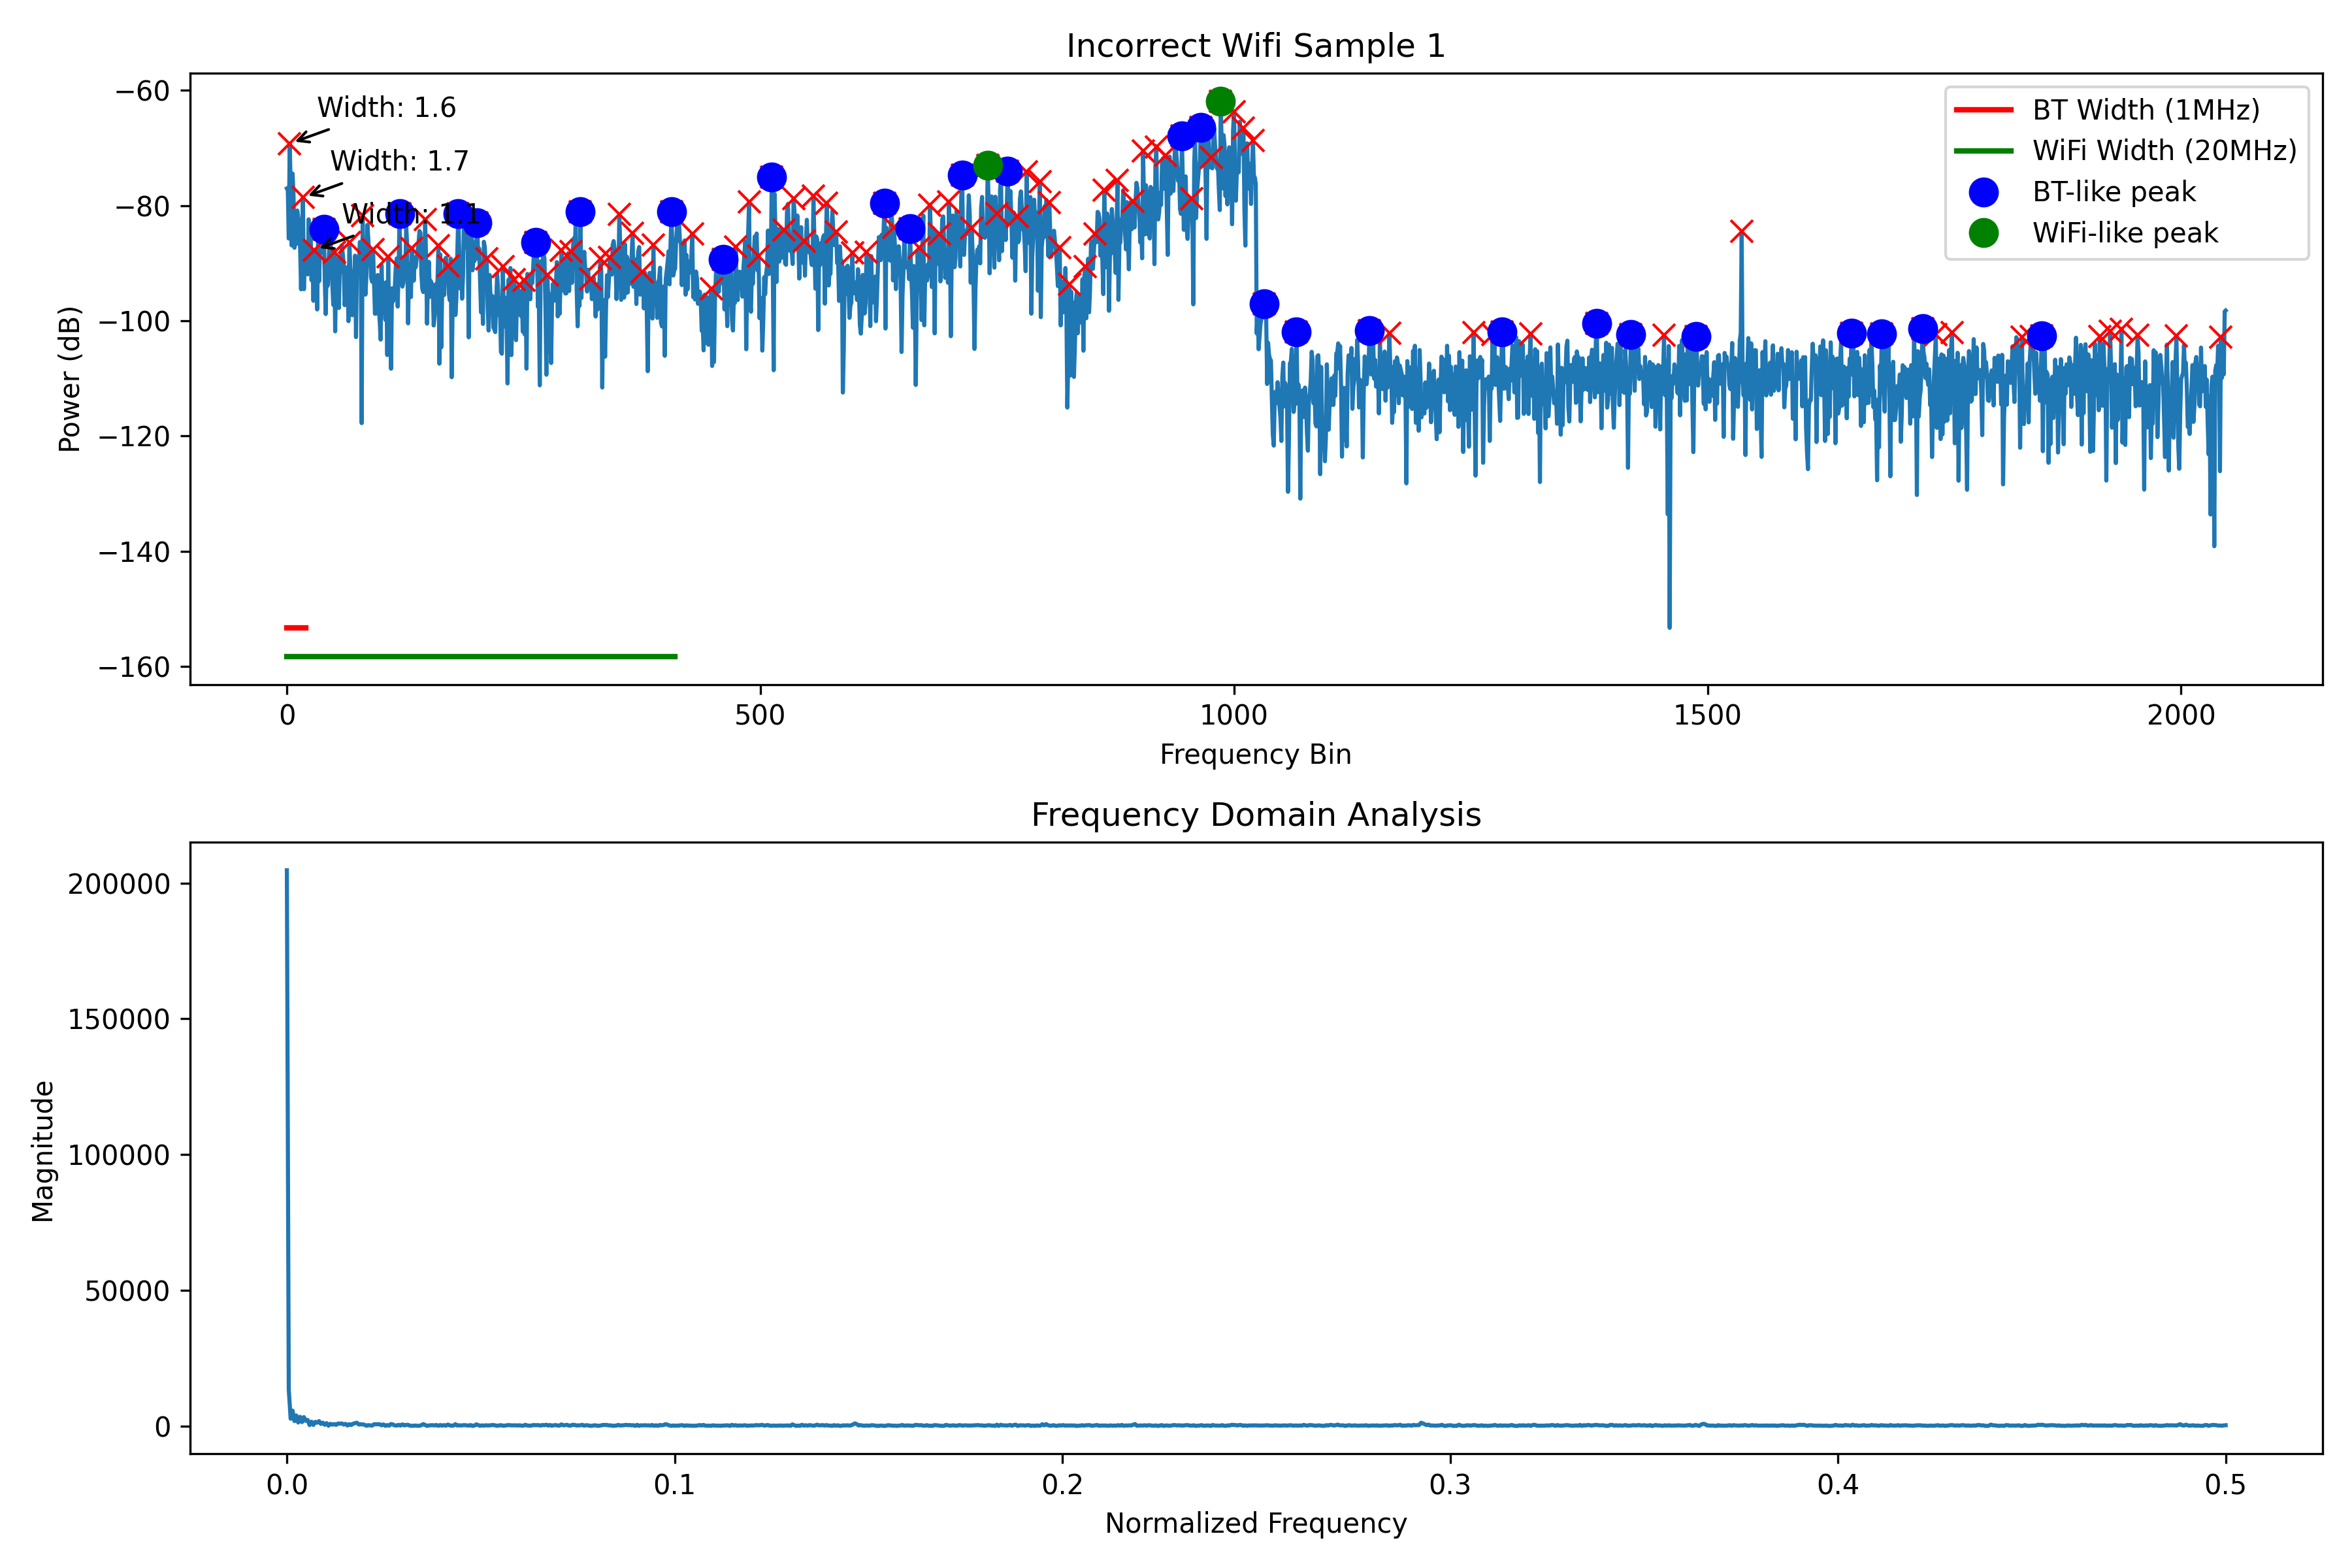 Incorrect Wifi Sample 1
Width: 1.6
Width: 1.7
Width: 1.1
BT Width (1MHz)
WiFi Width (20MHz)
BT-like peak
WiFi-like peak
−60
−80
−100
−120
−140
−160
Power (dB)
0 500 1000 1500 2000
Frequency Bin
Frequency Domain Analysis
200000
150000
100000
50000
0
Magnitude
0.0 0.1 0.2 0.3 0.4 0.5
Normalized Frequency